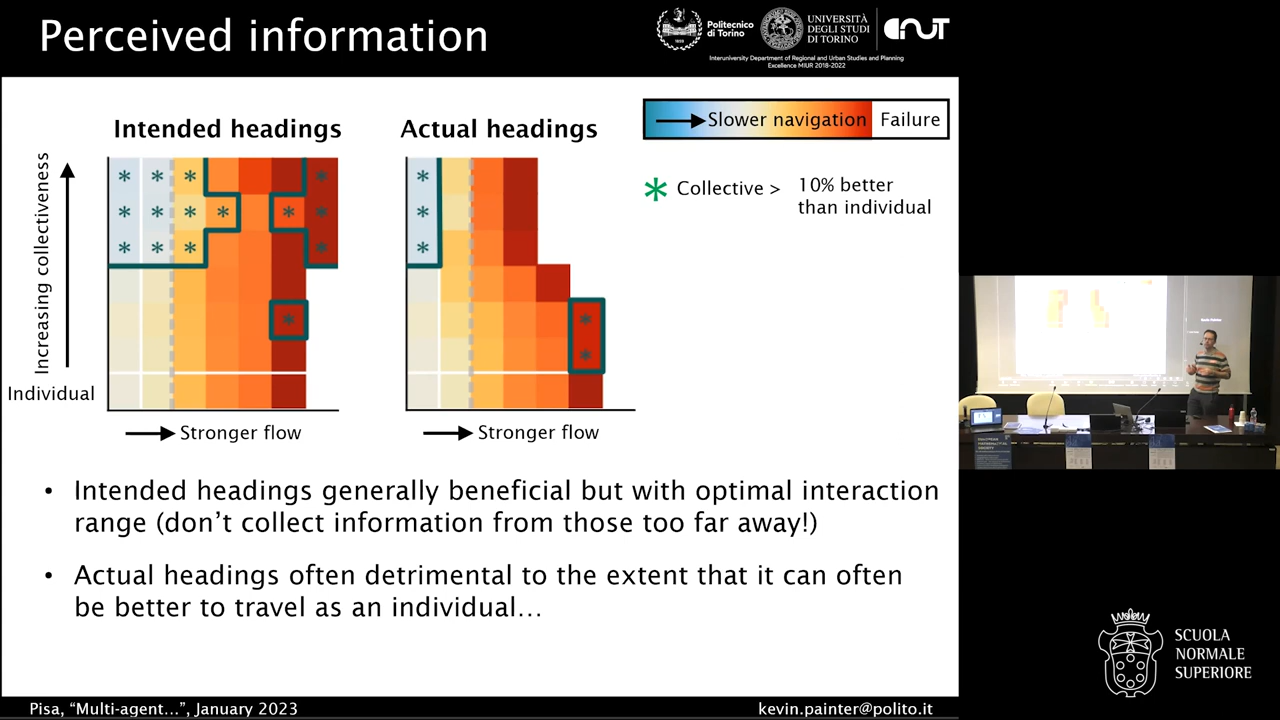 Perceived information
Politecnico
di Torino
UNIVERSITÀ
DEGLI STUDI
DI TORINO
Interuniversity Department of Regional and Urban Studies and Planning
Excellence MIUR 2018-2022
Intended headings
Actual headings
Slower navigation
Failure
* Collective > 10% better
than individual
Increasing collectiveness
Individual
Stronger flow
Stronger flow
• Intended headings generally beneficial but with optimal interaction
range (don’t collect information from those too far away!)
• Actual headings often detrimental to the extent that it can often
be better to travel as an individual…
SCUOLA
NORMALE
SUPERIORE
Pisa, “Multi-agent…”, January 2023
kevin.painter@polito.it